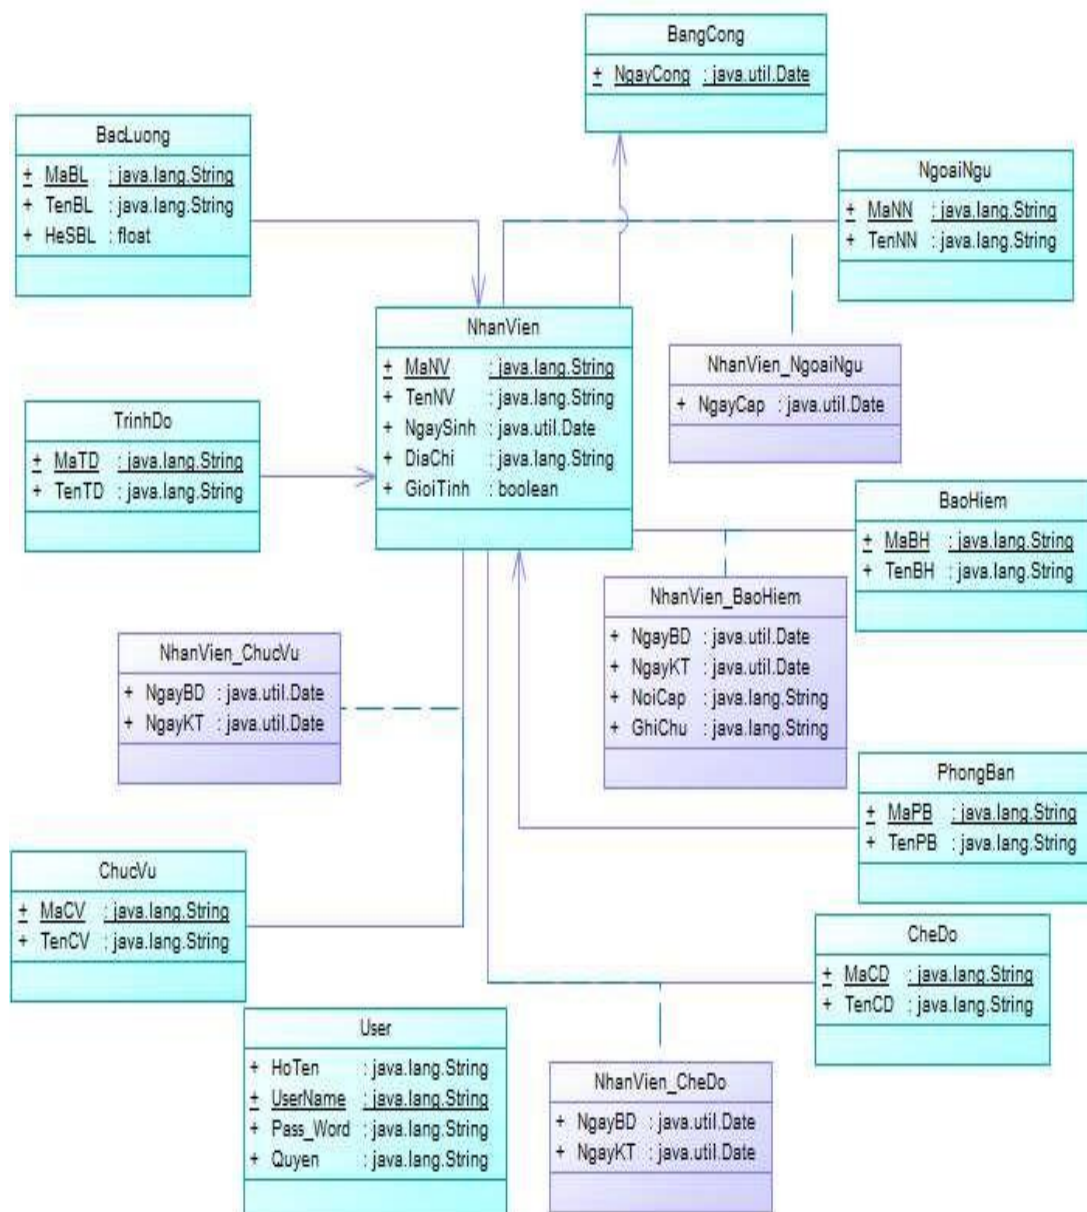 BangCong
+ NgayCong : java.util.Date
BacLuong
+ MaBL : java.lang.String
+ TenBL : java.lang.String
+ HeSBL : float
NgoaiNgu
+ MaNN : java.lang.String
+ TenNN : java.lang.String
NhanVien
+ MaNV : java.lang.String
+ TenNV : java.lang.String
+ NgaySinh : java.util.Date
+ DiaChi : java.lang.String
+ GioiTinh : boolean
NhanVien_NgoaiNgu
+ NgayCap : java.util.Date
TrinhDo
+ MaTD : java.lang.String
+ TenTD : java.lang.String
BaoHiem
+ MaBH : java.lang.String
+ TenBH : java.lang.String
NhanVien_BaoHiem
+ NgayBD : java.util.Date
+ NgayKT : java.util.Date
+ NoiCap : java.lang.String
+ GhiChu : java.lang.String
NhanVien_ChucVu
+ NgayBD : java.util.Date
+ NgayKT : java.util.Date
PhongBan
+ MaPB : java.lang.String
+ TenPB : java.lang.String
ChucVu
+ MaCV : java.lang.String
+ TenCV : java.lang.String
CheDo
+ MaCD : java.lang.String
+ TenCD : java.lang.String
User
+ HoTen : java.lang.String
+ UserName : java.lang.String
+ Pass_Word : java.lang.String
+ Quyen : java.lang.String
NhanVien_CheDo
+ NgayBD : java.util.Date
+ NgayKT : java.util.Date